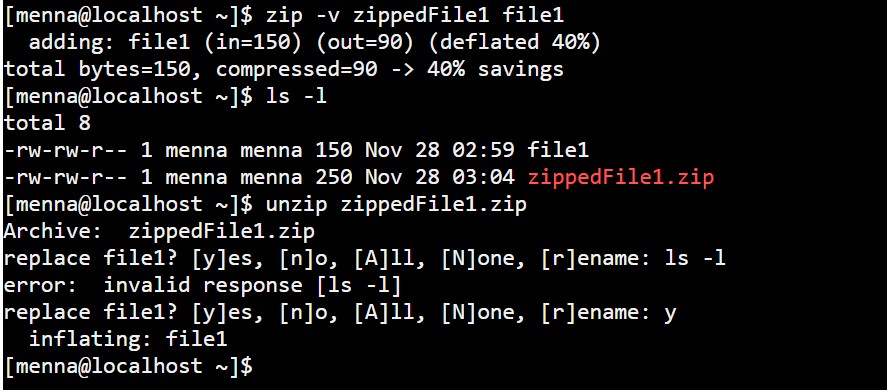 [menna@localhost ~]$ zip -v zippedFile1 file1
  adding: file1 (in=150) (out=90) (deflated 40%)
total bytes=150, compressed=90 -> 40% savings
[menna@localhost ~]$ ls -l
total 8
-rw-rw-r-- 1 menna menna 150 Nov 28 02:59 file1
-rw-rw-r-- 1 menna menna 250 Nov 28 03:04 zippedFile1.zip
[menna@localhost ~]$ unzip zippedFile1.zip
Archive:  zippedFile1.zip
replace file1? [y]es, [n]o, [A]ll, [N]one, [r]ename: ls -l
error:  invalid response [ls -l]
replace file1? [y]es, [n]o, [A]ll, [N]one, [r]ename: y
  inflating: file1
[menna@localhost ~]$